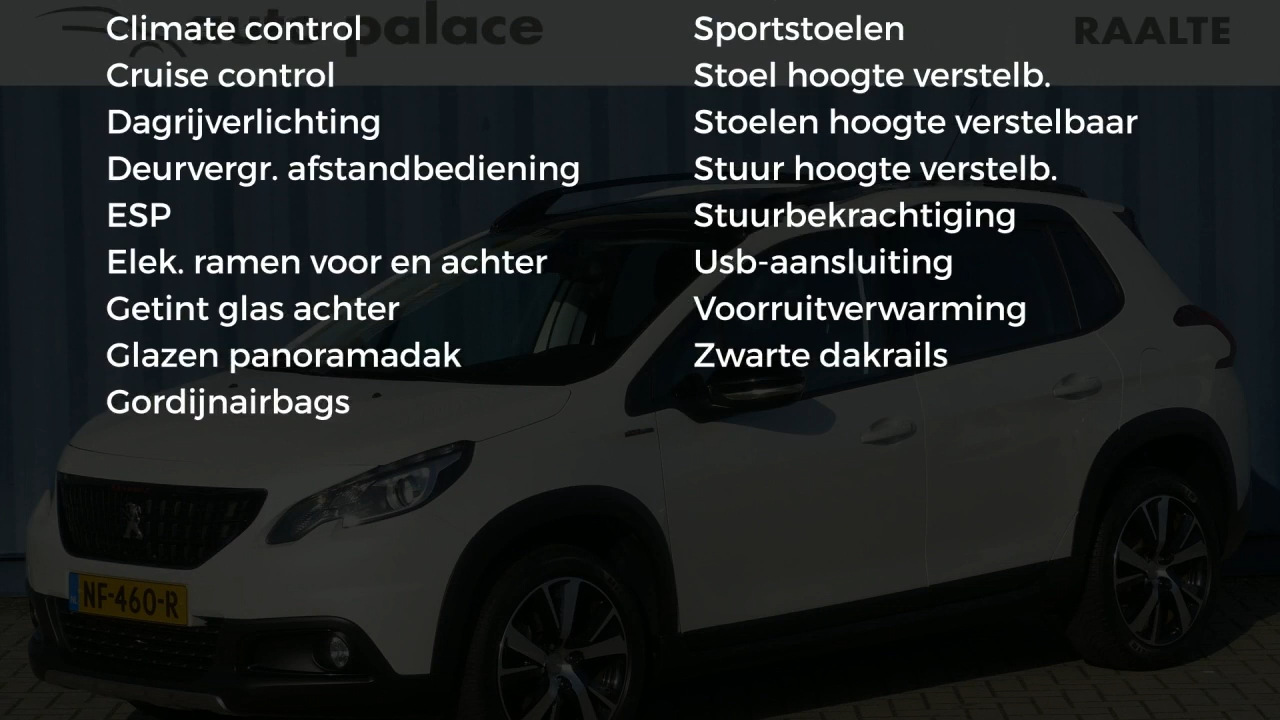 auto palace
RAALTE
Climate control
Cruise control
Dagrijverlichting
Deurvergr. afstandbediening
ESP
Elek. ramen voor en achter
Getint glas achter
Glazen panoramadak
Gordijnairbags
Sportstoelen
Stoel hoogte verstelb.
Stoelen hoogte verstelbaar
Stuur hoogte verstelb.
Stuurbekrachtiging
Usb-aansluiting
Voorruitverwarming
Zwarte dakrails
NF-460-R